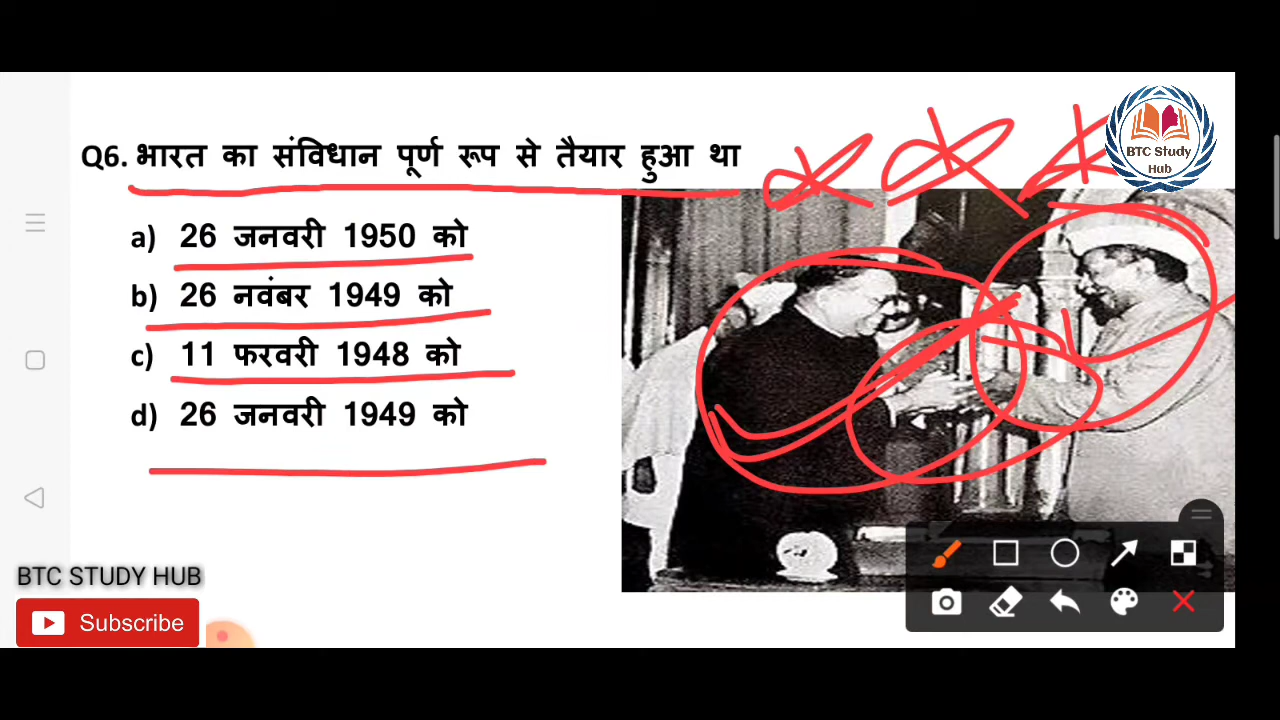 BTC Study
Hub
Q6. भारत का संविधान पूर्ण रूप से तैयार हुआ था
a) 26 जनवरी 1950 को
b) 26 नवंबर 1949 को
c) 11 फरवरी 1948 को
d) 26 जनवरी 1949 को
BTC STUDY HUB
Subscribe